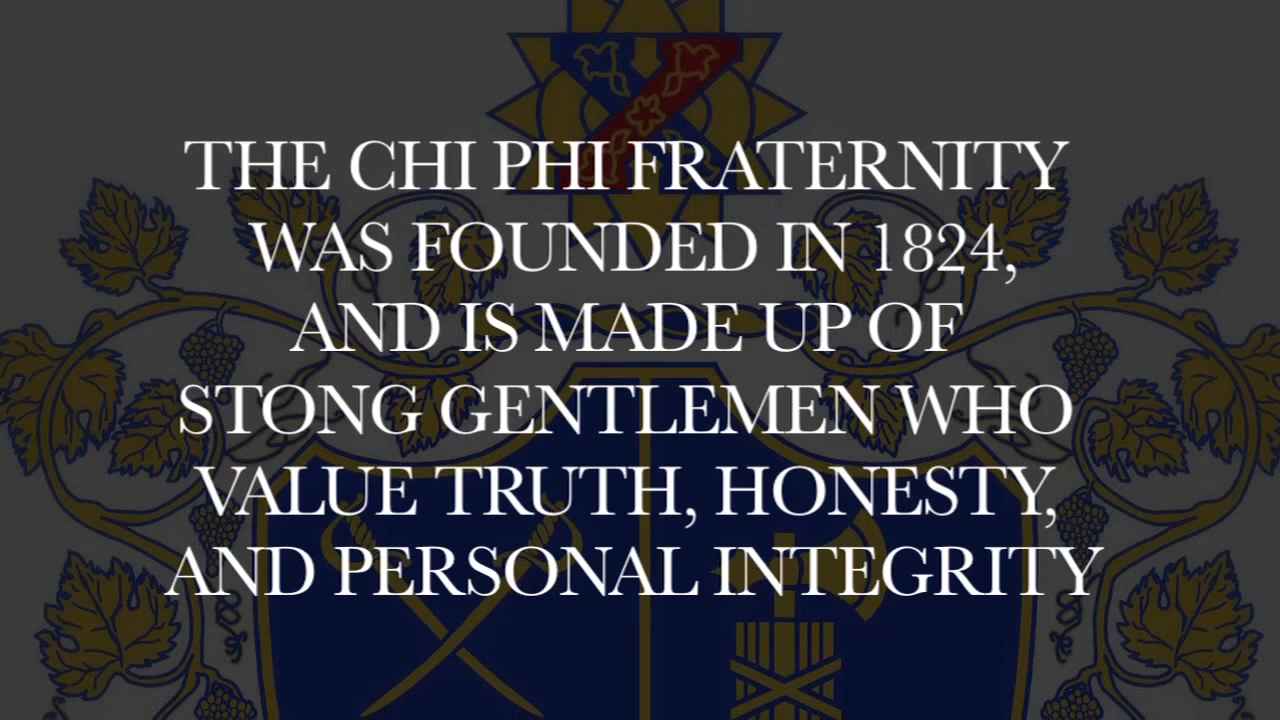 THE CHI PHI FRATERNITY
WAS FOUNDED IN 1824,
AND IS MADE UP OF
STONG GENTLEMEN WHO
VALUE TRUTH, HONESTY,
AND PERSONAL INTEGRITY